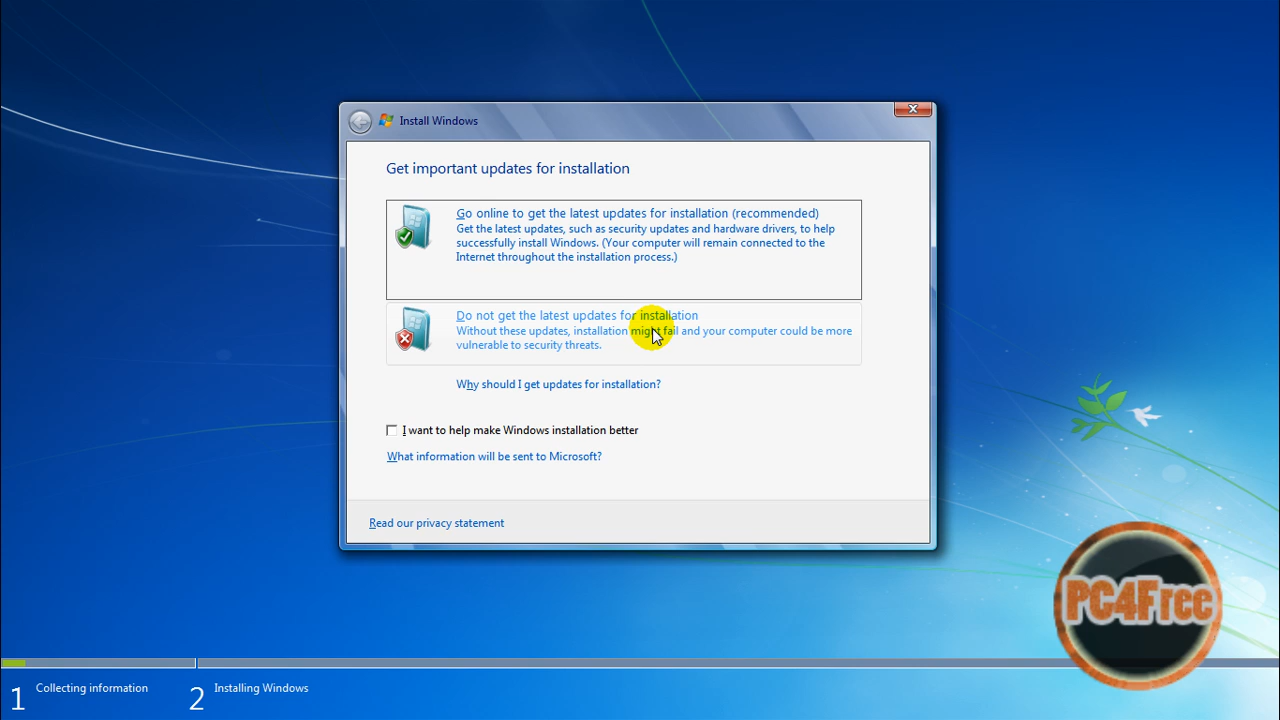 Install Windows
Get important updates for installation
Go online to get the latest updates for installation (recommended)
Get the latest updates, such as security updates and hardware drivers, to help
successfully install Windows. (Your computer will remain connected to the
Internet throughout the installation process.)
Do not get the latest updates for installation
Without these updates, installation might fail and your computer could be more
vulnerable to security threats.
Why should I get updates for installation?
I want to help make Windows installation better
What information will be sent to Microsoft?
Read our privacy statement
PC4Free
1 Collecting information
2 Installing Windows